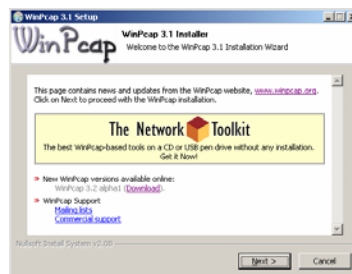 WinPcap 3.1 Setup
WinPcap
WinPcap 3.1 Installer
Welcome to the WinPcap 3.1 Installation Wizard
This page contains news and updates from the WinPcap website, www.winpcap.org.
Click on Next to proceed with the WinPcap installation.
The Network Toolkit
The best WinPcap-based tools on a CD or USB pen drive without any installation.
Get it Now!
» New WinPcap versions available online:
WinPcap 3.2 alpha1 (Download).
» WinPcap Support
Mailing lists
Commercial support
Nullsoft Install System v2.00
Next >
Cancel